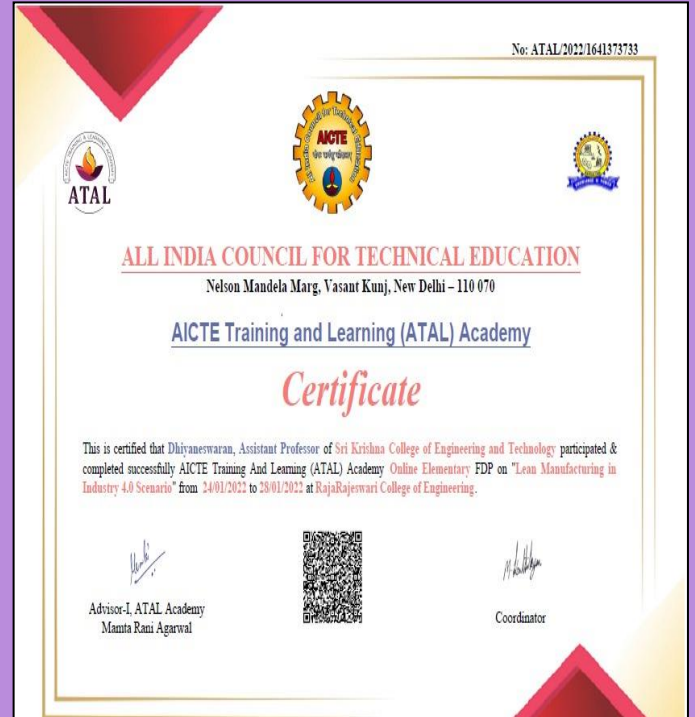 No: ATAL/2022/1641373733
AICTE
ATAL
ALL INDIA COUNCIL FOR TECHNICAL EDUCATION
Nelson Mandela Marg, Vasant Kunj, New Delhi – 110 070
AICTE Training and Learning (ATAL) Academy
Certificate
This is certified that Dhiyaneswaran, Assistant Professor of Sri Krishna College of Engineering and Technology participated &
completed successfully AICTE Training And Learning (ATAL) Academy Online Elementary FDP on "Lean Manufacturing in
Industry 4.0 Scenario" from 24/01/2022 to 28/01/2022 at RajaRajeswari College of Engineering.
Advisor-I, ATAL Academy
Mamta Rani Agarwal
Coordinator